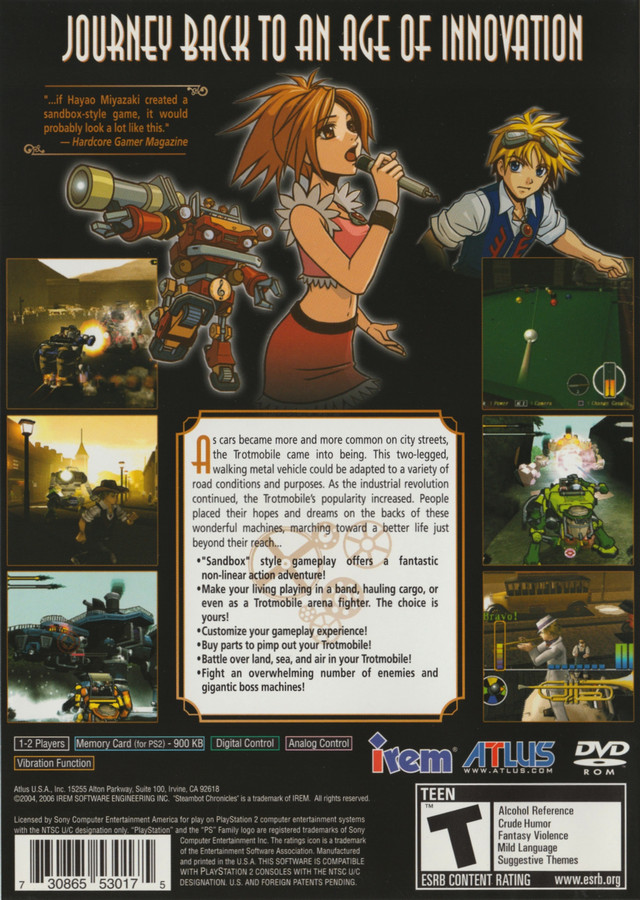 JOURNEY BACK TO AN AGE OF INNOVATION
"...if Hayao Miyazaki created a
sandbox-style game, it would
probably look a lot like this."
— Hardcore Gamer Magazine
As cars became more and more common on city streets,
the Trotmobile came into being. This two-legged,
walking metal vehicle could be adapted to a variety of
road conditions and purposes. As the industrial revolution
continued, the Trotmobile's popularity increased. People
placed their hopes and dreams on the backs of these
wonderful machines, marching toward a better life just
beyond their reach...
•"Sandbox" style gameplay offers a fantastic
non-linear action adventure!
•Make your living playing in a band, hauling cargo, or
even as a Trotmobile arena fighter. The choice is
yours!
•Customize your gameplay experience!
•Buy parts to pimp out your Trotmobile!
•Battle over land, sea, and air in your Trotmobile!
•Fight an overwhelming number of enemies and
gigantic boss machines!
: Power
: Camera
: Change Goggles
Bravo!
1-2 Players
Memory Card (for PS2) - 900 KB
Digital Control
Analog Control
Vibration Function
irem®
ATLUS
WWW.ATLUS.COM
DVD
ROM
Atlus U.S.A., Inc. 15255 Alton Parkway, Suite 100, Irvine, CA 92618
©2004, 2006 IREM SOFTWARE ENGINEERING INC. "Steambot Chronicles" is a trademark of IREM. All rights reserved.
Licensed by Sony Computer Entertainment America for play on PlayStation 2 computer entertainment systems
with the NTSC U/C designation only. "PlayStation" and the "PS" Family logo are registered trademarks of Sony
Computer Entertainment Inc. The ratings icon is a trademark
of the Entertainment Software Association. Manufactured
and printed in the U.S.A. THIS SOFTWARE IS COMPATIBLE
WITH PLAYSTATION 2 CONSOLES WITH THE NTSC U/C
DESIGNATION. U.S. AND FOREIGN PATENTS PENDING.
7 30865 53017 5
TEEN
T
TM
®
Alcohol Reference
Crude Humor
Fantasy Violence
Mild Language
Suggestive Themes
ESRB CONTENT RATING www.esrb.org